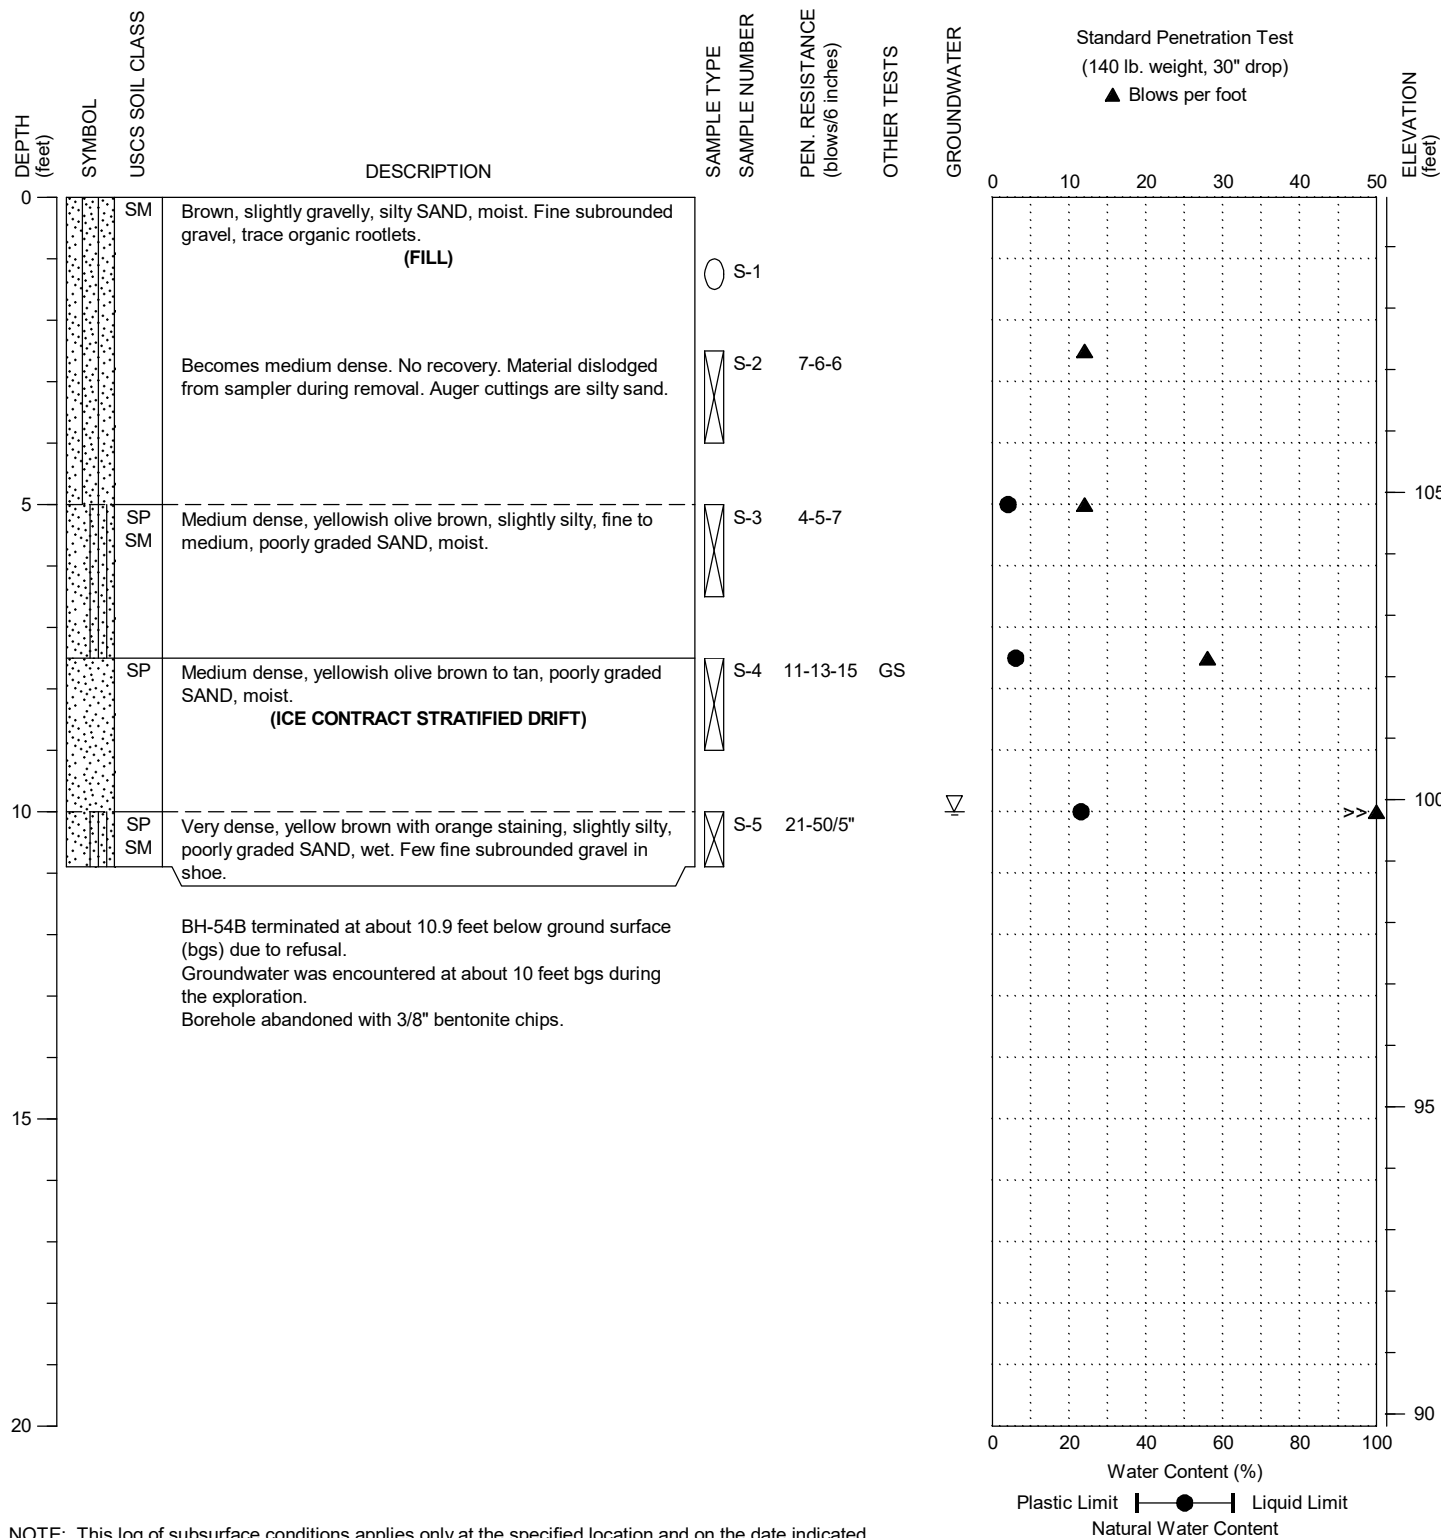 DEPTH
(feet)
SYMBOL
USCS SOIL CLASS
DESCRIPTION
SAMPLE TYPE
SAMPLE NUMBER
PEN. RESISTANCE
(blows/6 inches)
OTHER TESTS
GROUNDWATER
Standard Penetration Test
(140 lb. weight, 30" drop)
▲ Blows per foot
ELEVATION
(feet)
0 10 20 30 40 50
0
SM
Brown, slightly gravelly, silty SAND, moist. Fine subrounded
gravel, trace organic rootlets.
(FILL)
S-1
Becomes medium dense. No recovery. Material dislodged
from sampler during removal. Auger cuttings are silty sand.
S-2 7-6-6
5
SP
SM
Medium dense, yellowish olive brown, slightly silty, fine to
medium, poorly graded SAND, moist.
S-3 4-5-7
105
SP
Medium dense, yellowish olive brown to tan, poorly graded
SAND, moist.
(ICE CONTRACT STRATIFIED DRIFT)
S-4 11-13-15 GS
10
SP
SM
Very dense, yellow brown with orange staining, slightly silty,
poorly graded SAND, wet. Few fine subrounded gravel in
shoe.
S-5 21-50/5"
>>
100
BH-54B terminated at about 10.9 feet below ground surface
(bgs) due to refusal.
Groundwater was encountered at about 10 feet bgs during
the exploration.
Borehole abandoned with 3/8" bentonite chips.
15
95
20
90
0 20 40 60 80 100
Water Content (%)
Plastic Limit Liquid Limit
Natural Water Content
NOTE: This log of subsurface conditions applies only at the specified location and on the date indicated